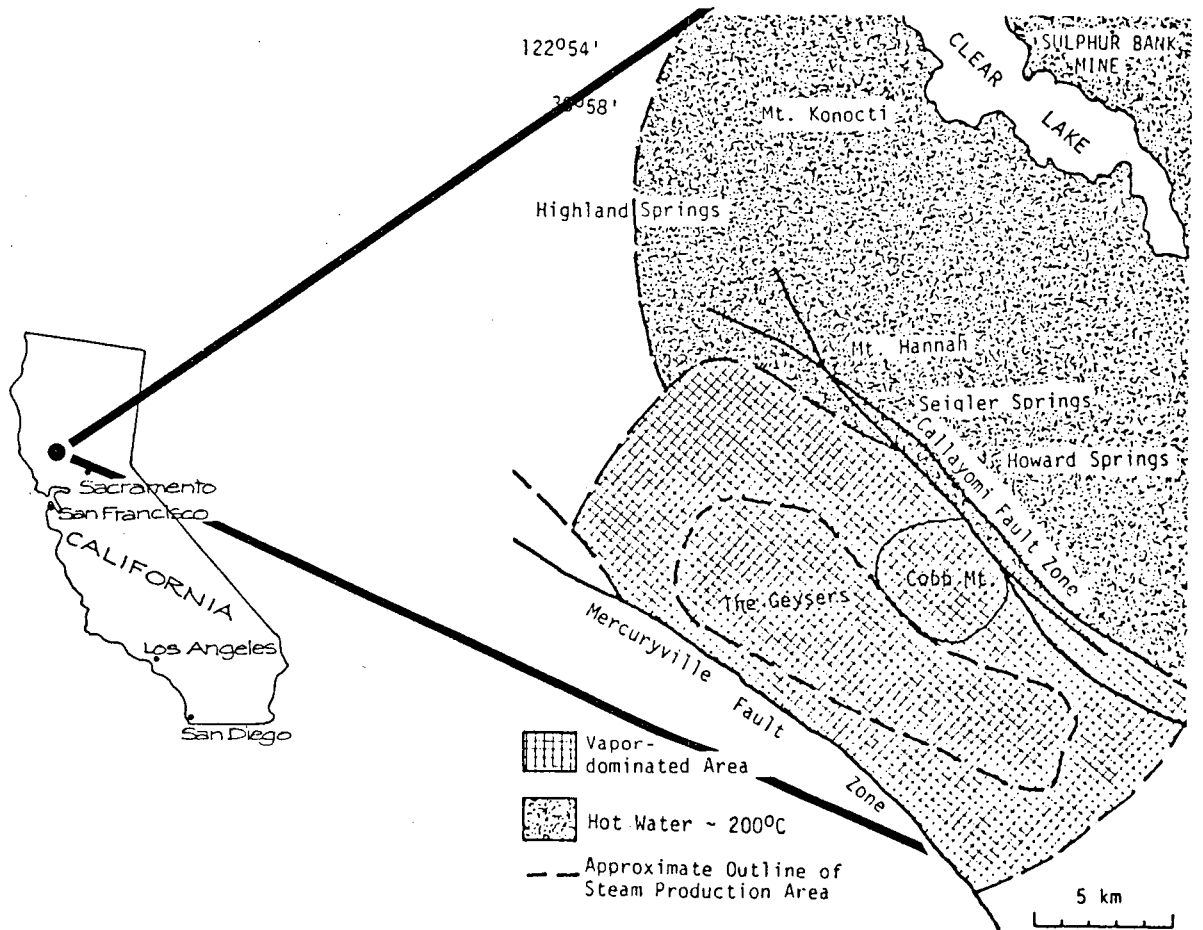 122°54'
38°58'
SULPHUR BANK
MINE
CLEAR
LAKE
Mt. Konocti
Highland Springs
Mt. Hannah
Seigler Springs
Callayomi Fault Zone
Howard Springs
Cobb Mt.
The Geysers
Mercuryville Fault Zone
Sacramento
San Francisco
CALIFORNIA
Los Angeles
San Diego
Vapor-
dominated Area
Hot Water ~ 200°C
Approximate Outline of
Steam Production Area
5 km